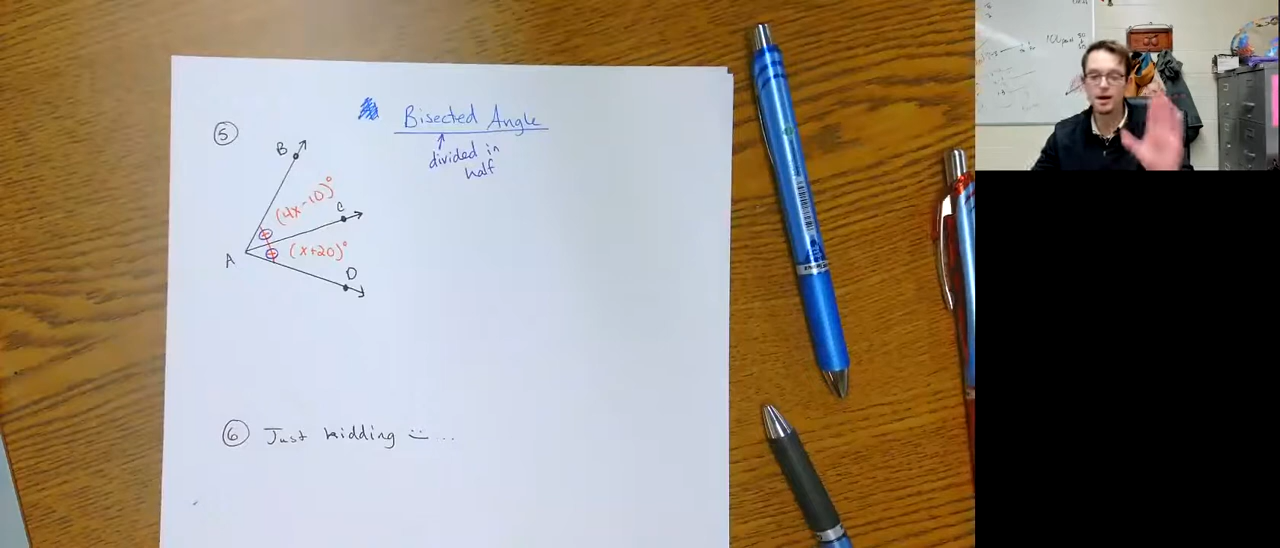 Bisected Angle
divided in
half
5
B
(4x-10)°
C
(x+20)°
A
D
6 Just kidding :) ...